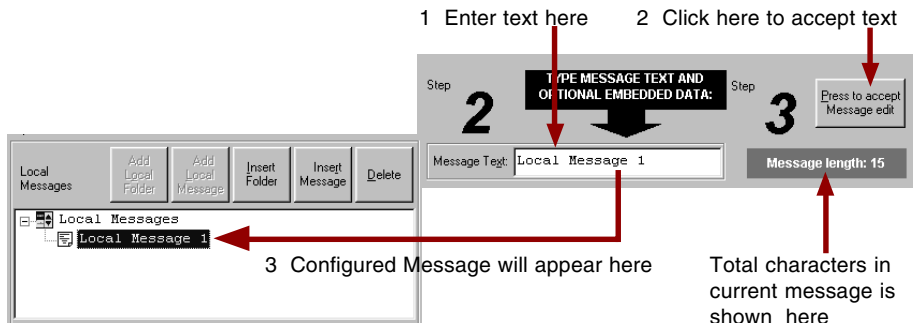 1 Enter text here
2 Click here to accept text
Step
2
TYPE MESSAGE TEXT AND
OPTIONAL EMBEDDED DATA:
Step
3
Press to accept
Message edit
Message Text:
Local Message 1
Message length: 15
Local
Messages
Add
Local
Folder
Add
Local
Message
Insert
Folder
Insert
Message
Delete
Local Messages
Local Message 1
3 Configured Message will appear here
Total characters in
current message is
shown here